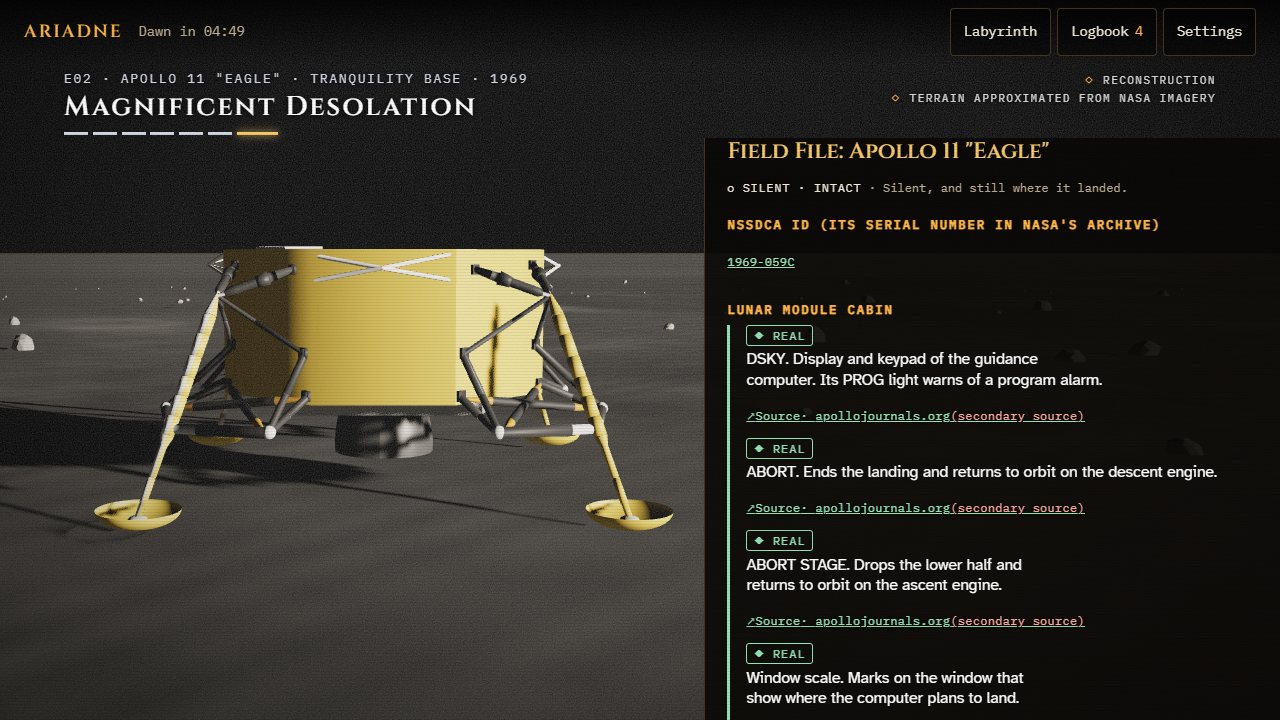 ARIADNE Dawn in 04:49
Labyrinth Logbook 4 Settings
E02 · APOLLO 11 "EAGLE" · TRANQUILITY BASE · 1969
Magnificent Desolation
◇ RECONSTRUCTION
◇ TERRAIN APPROXIMATED FROM NASA IMAGERY
Field File: Apollo 11 "Eagle"
o SILENT · INTACT · Silent, and still where it landed.
NSSDCA ID (ITS SERIAL NUMBER IN NASA'S ARCHIVE)
1969-059C
LUNAR MODULE CABIN
◆ REAL
DSKY. Display and keypad of the guidance
computer. Its PROG light warns of a program alarm.
↗Source· apollojournals.org(secondary source)
◆ REAL
ABORT. Ends the landing and returns to orbit on the descent engine.
↗Source· apollojournals.org(secondary source)
◆ REAL
ABORT STAGE. Drops the lower half and
returns to orbit on the ascent engine.
↗Source· apollojournals.org(secondary source)
◆ REAL
Window scale. Marks on the window that
show where the computer plans to land.